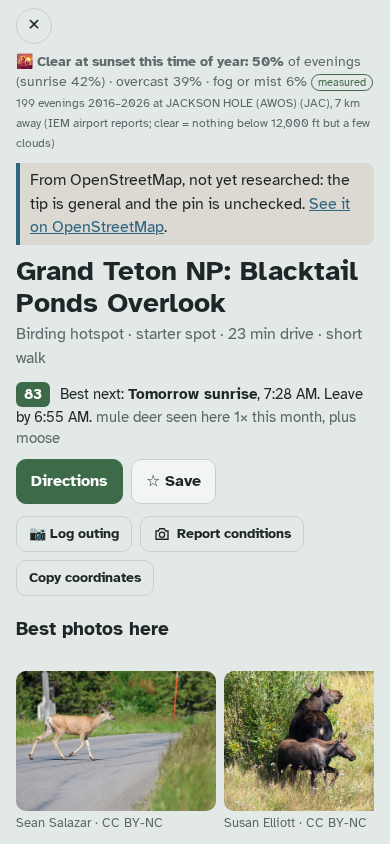 ✕
🌇 Clear at sunset this time of year: 50% of evenings
(sunrise 42%) · overcast 39% · fog or mist 6% measured
199 evenings 2016–2026 at JACKSON HOLE (AWOS) (JAC), 7 km
away (IEM airport reports; clear = nothing below 12,000 ft but a few
clouds)
From OpenStreetMap, not yet researched: the
tip is general and the pin is unchecked. See it
on OpenStreetMap.
Grand Teton NP: Blacktail
Ponds Overlook
Birding hotspot · starter spot · 23 min drive · short
walk
83 Best next: Tomorrow sunrise, 7:28 AM. Leave
by 6:55 AM. mule deer seen here 1× this month, plus
moose
Directions
☆ Save
📷 Log outing
Report conditions
Copy coordinates
Best photos here
Sean Salazar · CC BY-NC
Susan Elliott · CC BY-NC